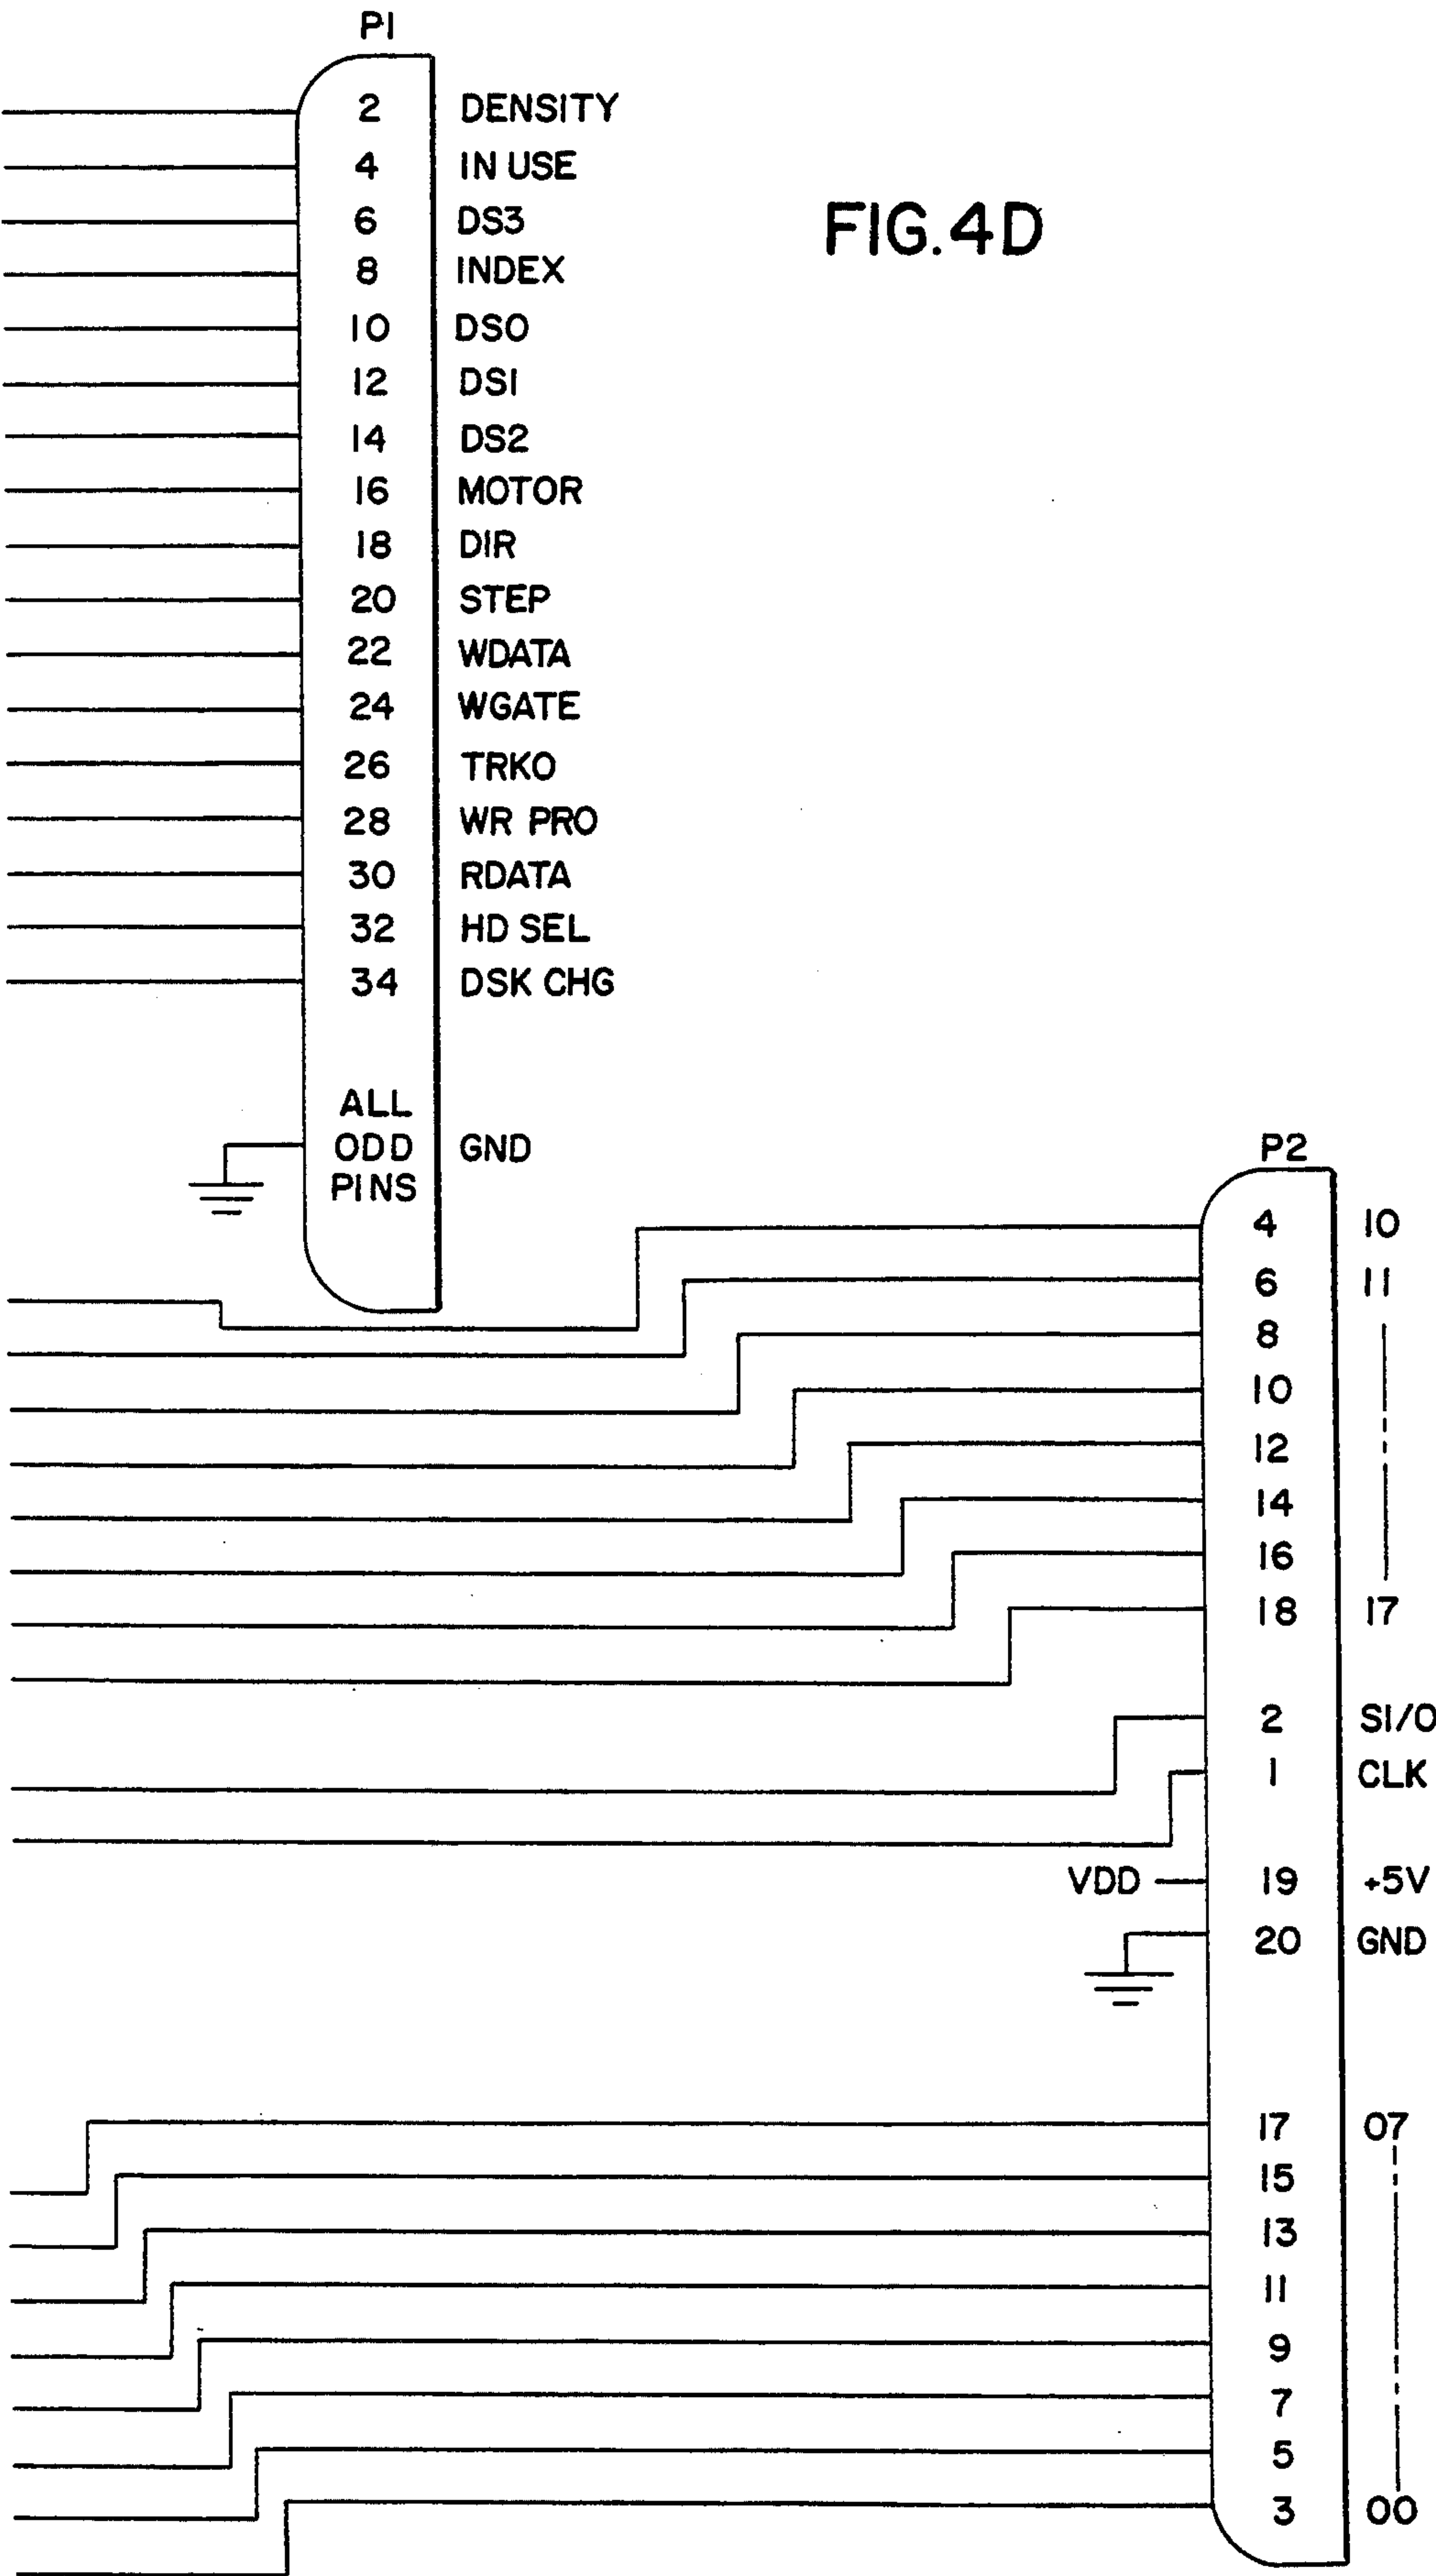 P1
2 DENSITY
4 IN USE
6 DS3
FIG. 4D
8 INDEX
10 DS0
12 DS1
14 DS2
16 MOTOR
18 DIR
20 STEP
22 WDATA
24 WGATE
26 TRK0
28 WR PRO
30 RDATA
32 HD SEL
34 DSK CHG
ALL
ODD GND
PINS
P2
4 I0
6 I1
8
10
12
14
16
18 I7
2 SI/O
1 CLK
VDD 19 +5V
20 GND
17 O7
15
13
11
9
7
5
3 O0